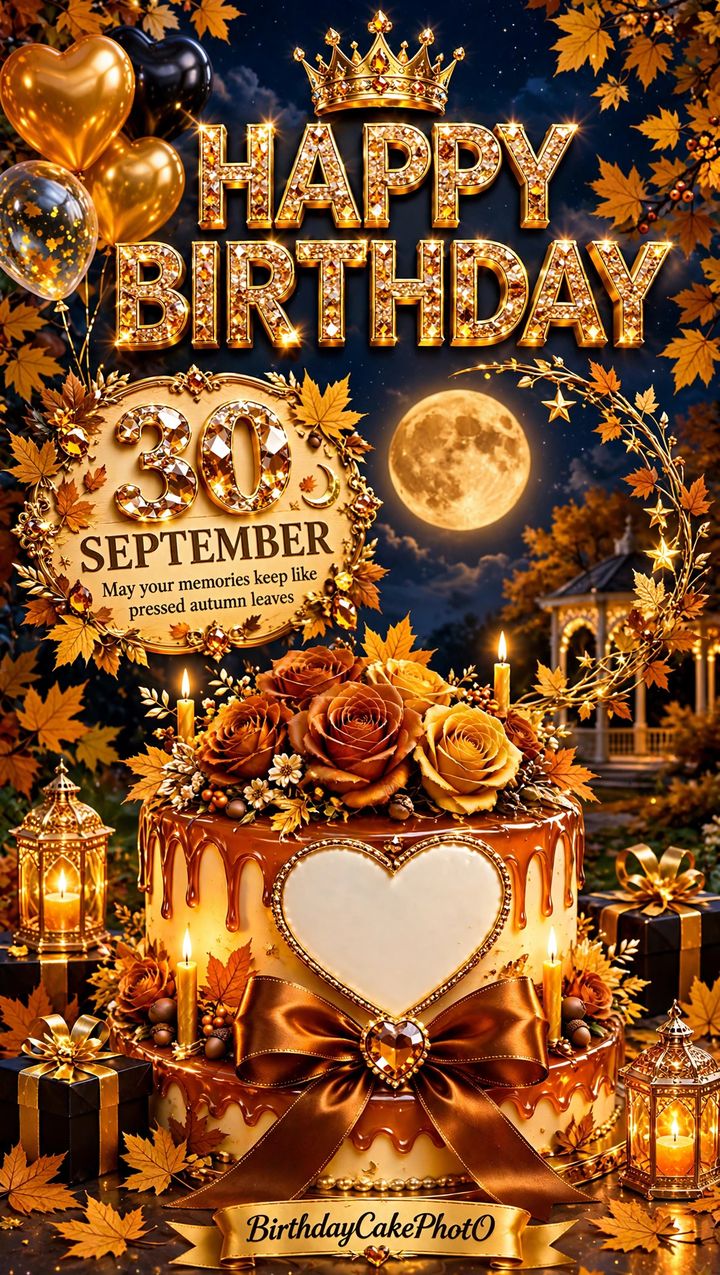 HAPPY
BIRTHDAY
30
SEPTEMBER
May your memories keep like
pressed autumn leaves
BirthdayCakePhotO